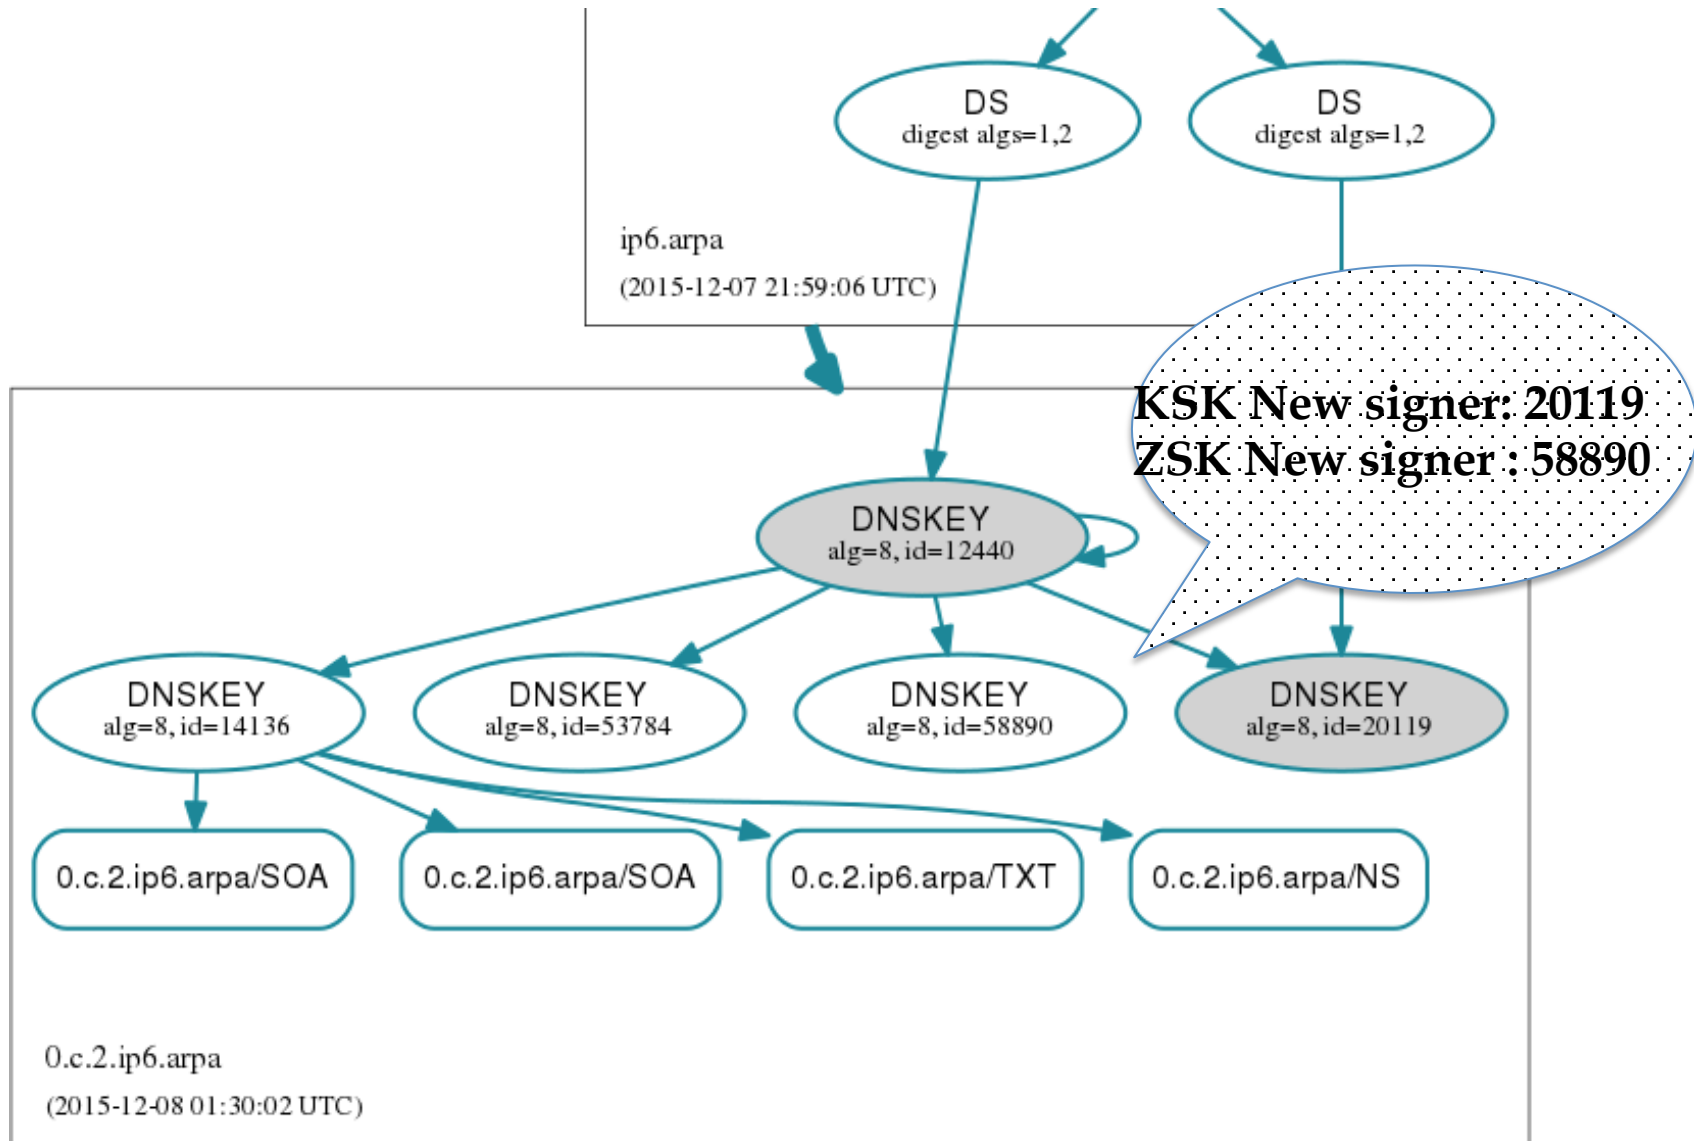 DS
digest algs=1,2
DS
digest algs=1,2
ip6.arpa
(2015-12-07 21:59:06 UTC)
KSK New signer: 20119
ZSK New signer : 58890
DNSKEY
alg=8, id=12440
DNSKEY
alg=8, id=14136
DNSKEY
alg=8, id=53784
DNSKEY
alg=8, id=58890
DNSKEY
alg=8, id=20119
0.c.2.ip6.arpa/SOA
0.c.2.ip6.arpa/SOA
0.c.2.ip6.arpa/TXT
0.c.2.ip6.arpa/NS
0.c.2.ip6.arpa
(2015-12-08 01:30:02 UTC)